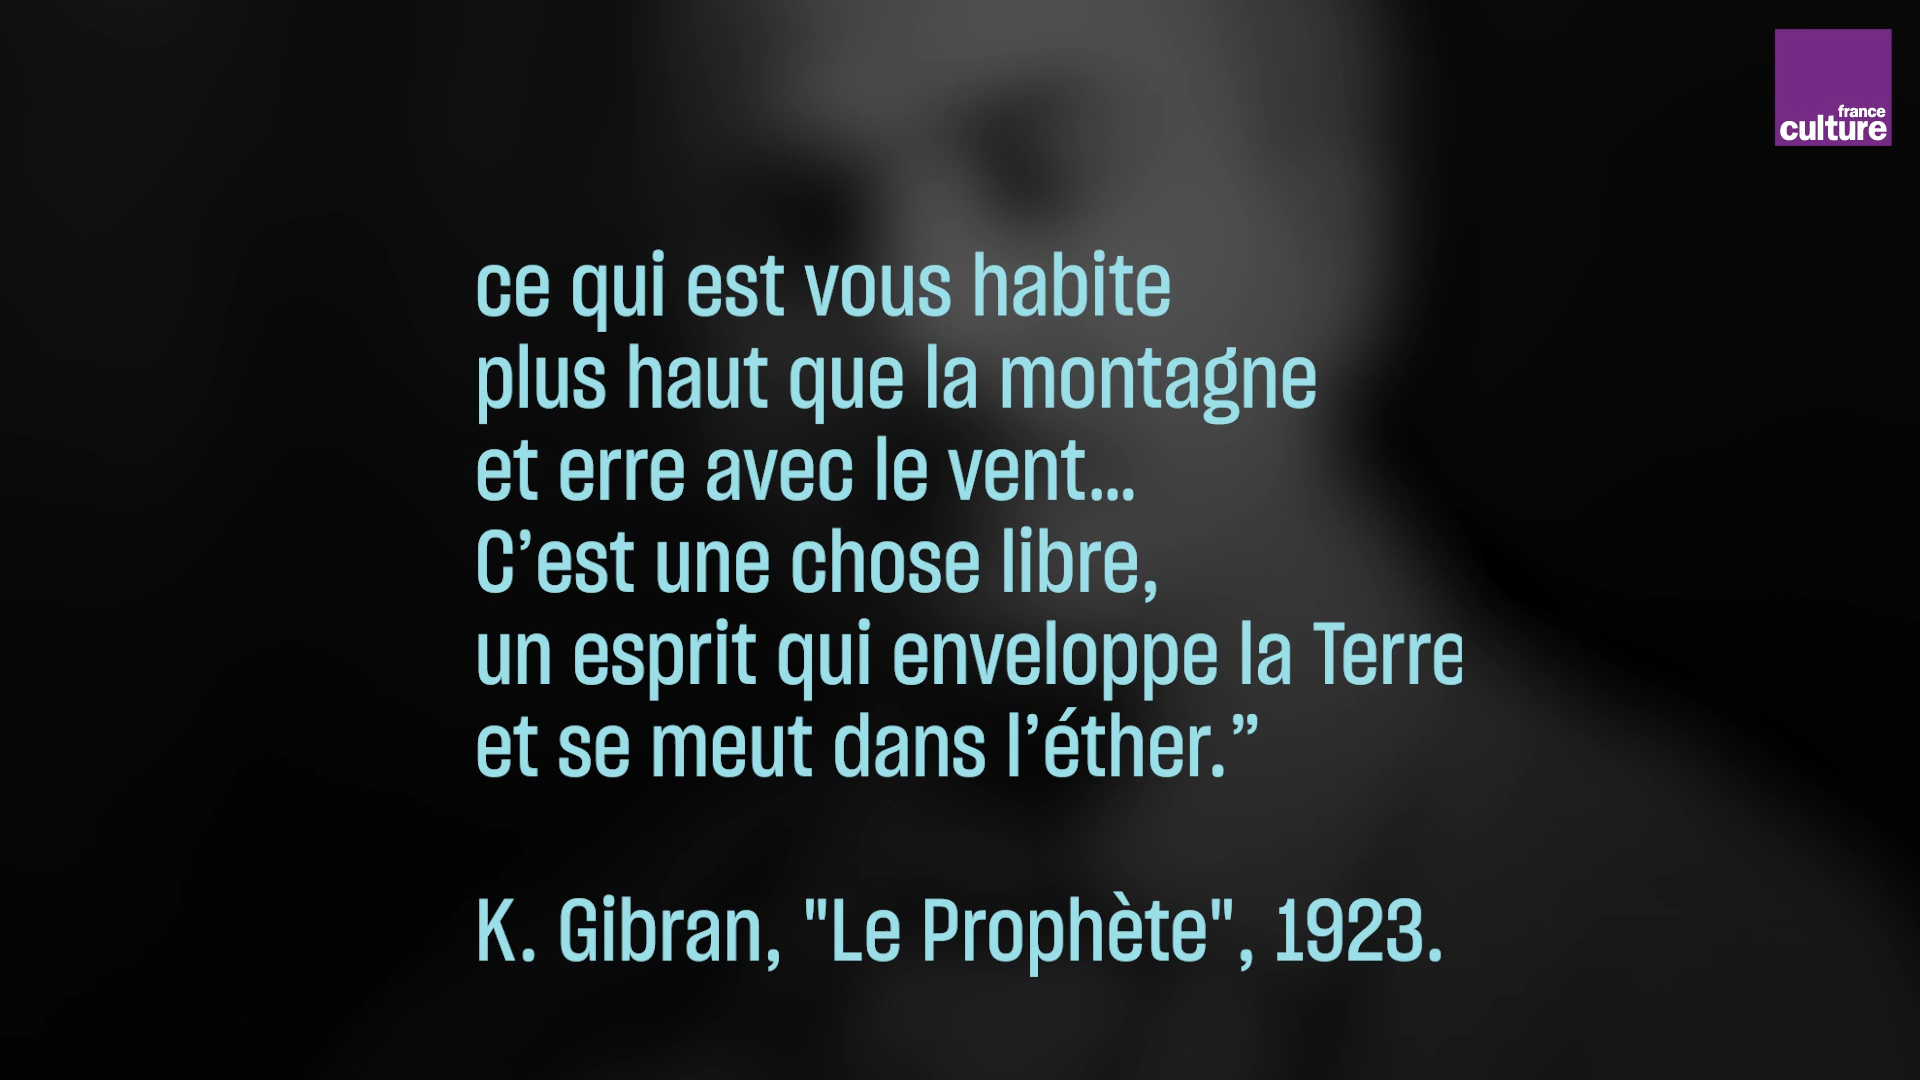 france
culture
ce qui est vous habite
plus haut que la montagne
et erre avec le vent...
C’est une chose libre,
un esprit qui enveloppe la Terre
et se meut dans l’éther.”
K. Gibran, "Le Prophète", 1923.